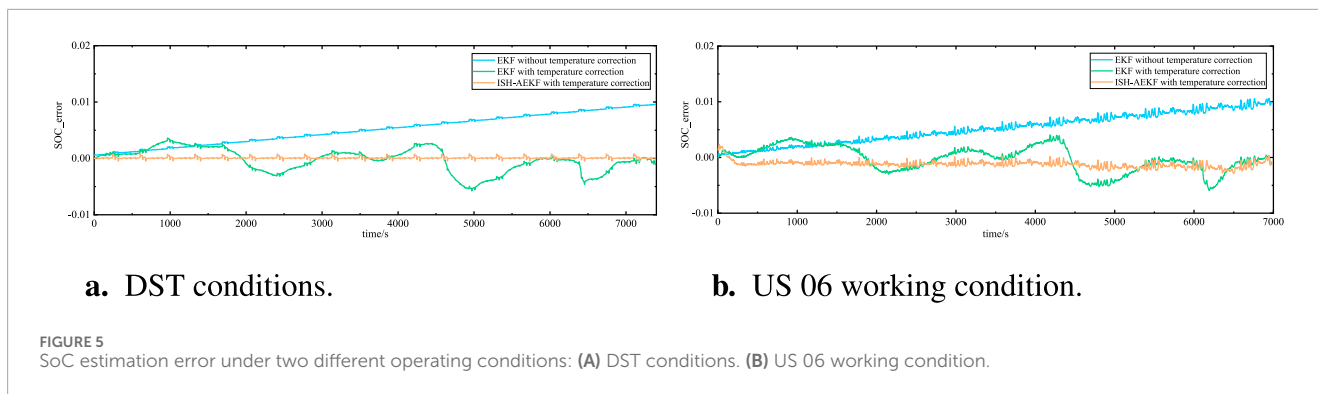 0.02
0.01
0.00
-0.01
SOC_error
EKF without temperature correction
EKF with temperature correction
ISH-AEKF with temperature correction
0 1000 2000 3000 4000 5000 6000 7000
time/s
a. DST conditions.
0.02
0.01
0.00
-0.01
SOC_error
EKF without temperature correction
EKF with temperature correction
ISH-AEKF with temperature correction
0 1000 2000 3000 4000 5000 6000 7000
time/s
b. US 06 working condition.
FIGURE 5
SoC estimation error under two different operating conditions: (A) DST conditions. (B) US 06 working condition.